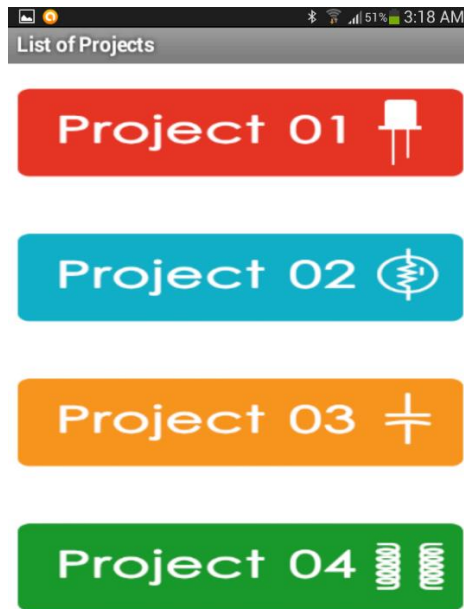 51% 3:18 AM
List of Projects
Project 01
Project 02
Project 03
Project 04